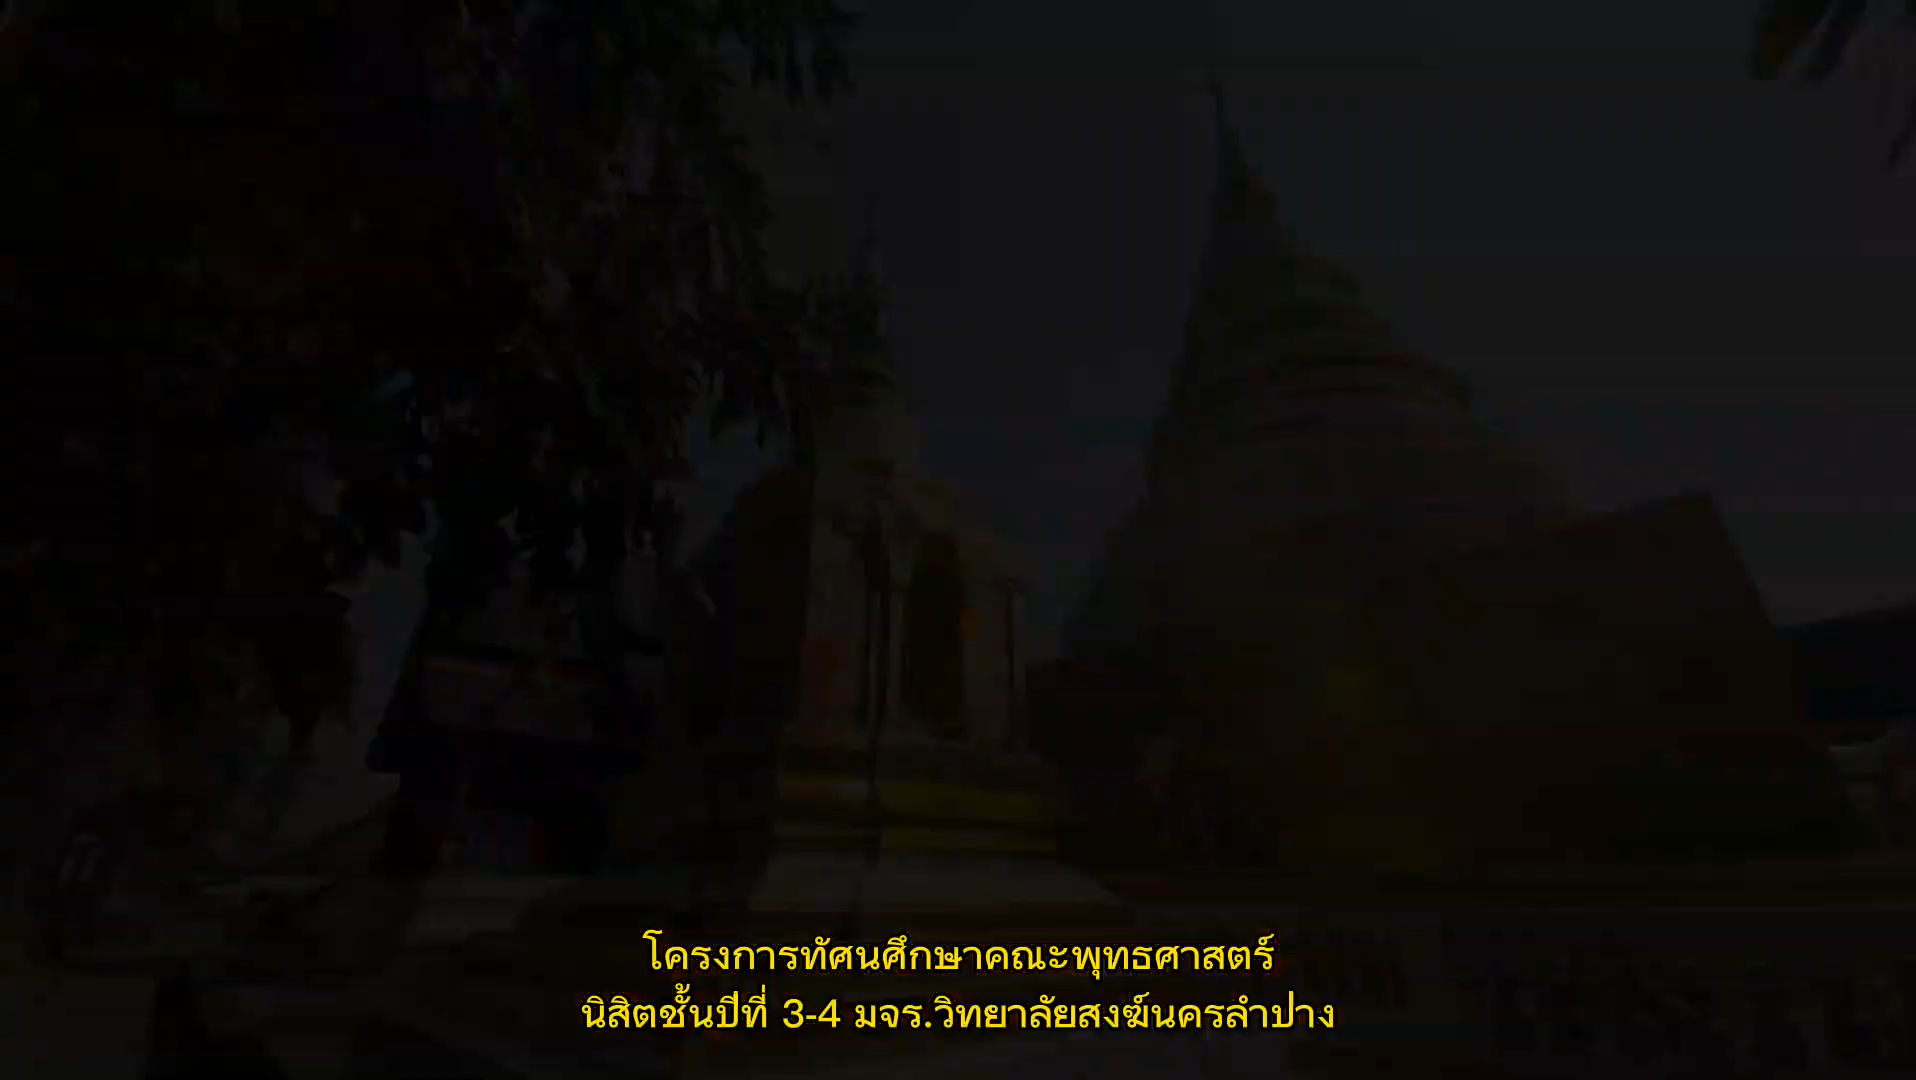 โครงการทัศนศึกษาคณะพุทธศาสตร์
นิสิตชั้นปีที่ 3-4 มจร.วิทยาลัยสงฆ์นครลำปาง